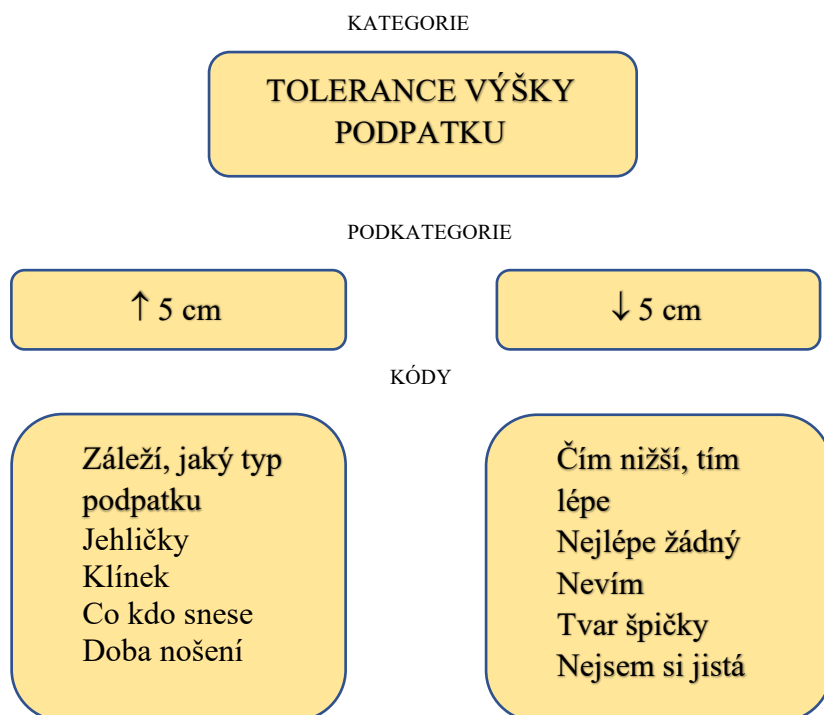 KATEGORIE
TOLERANCE VÝŠKY
PODPATKU
PODKATEGORIE
↑ 5 cm
↓ 5 cm
KÓDY
Záleží, jaký typ
podpatku
Jehličky
Klínek
Co kdo snese
Doba nošení
Čím nižší, tím
lépe
Nejlépe žádný
Nevím
Tvar špičky
Nejsem si jistá